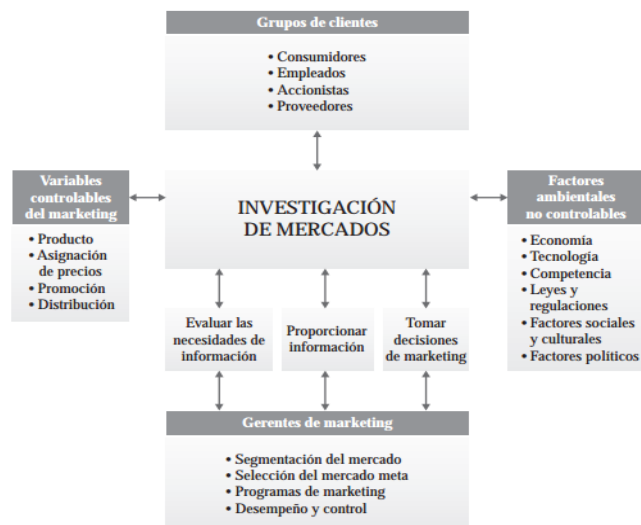 Grupos de clientes
• Consumidores
• Empleados
• Accionistas
• Proveedores
Variables
controlables
del marketing
• Producto
• Asignación
de precios
• Promoción
• Distribución
INVESTIGACIÓN
DE MERCADOS
Factores
ambientales
no controlables
• Economía
• Tecnología
• Competencia
• Leyes y
regulaciones
• Factores sociales
y culturales
• Factores políticos
Evaluar las
necesidades de
información
Proporcionar
información
Tomar
decisiones
de marketing
Gerentes de marketing
• Segmentación del mercado
• Selección del mercado meta
• Programas de marketing
• Desempeño y control